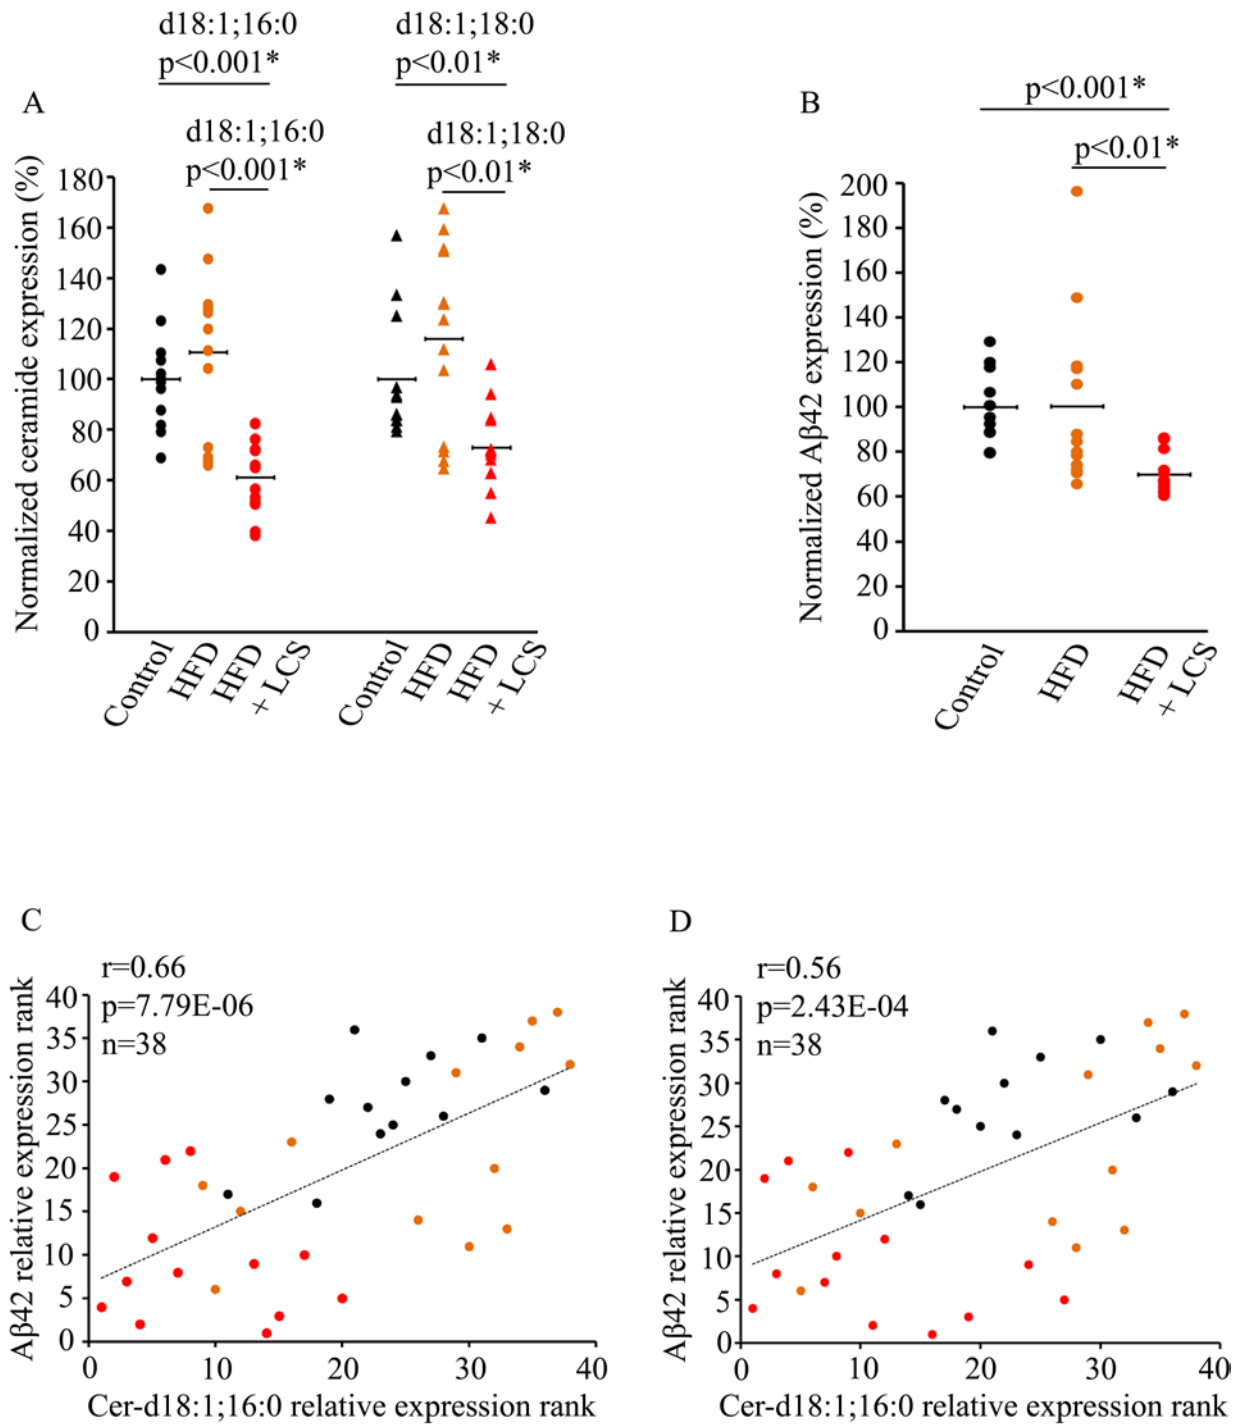 d18:1;16:0
p<0.001*
d18:1;18:0
p<0.01*
A
d18:1;16:0
p<0.001*
d18:1;18:0
p<0.01*
Normalized ceramide expression (%)
180
160
140
120
100
80
60
40
20
0
Control
HFD
HFD
+ LCS
Control
HFD
HFD
+ LCS
B
p<0.001*
p<0.01*
Normalized Aβ42 expression (%)
200
180
160
140
120
100
80
60
40
20
0
Control
HFD
HFD
+ LCS
C
r=0.66
p=7.79E-06
n=38
Aβ42 relative expression rank
40
35
30
25
20
15
10
5
0
0 10 20 30 40
Cer-d18:1;16:0 relative expression rank
D
r=0.56
p=2.43E-04
n=38
Aβ42 relative expression rank
40
35
30
25
20
15
10
5
0
0 10 20 30 40
Cer-d18:1;16:0 relative expression rank